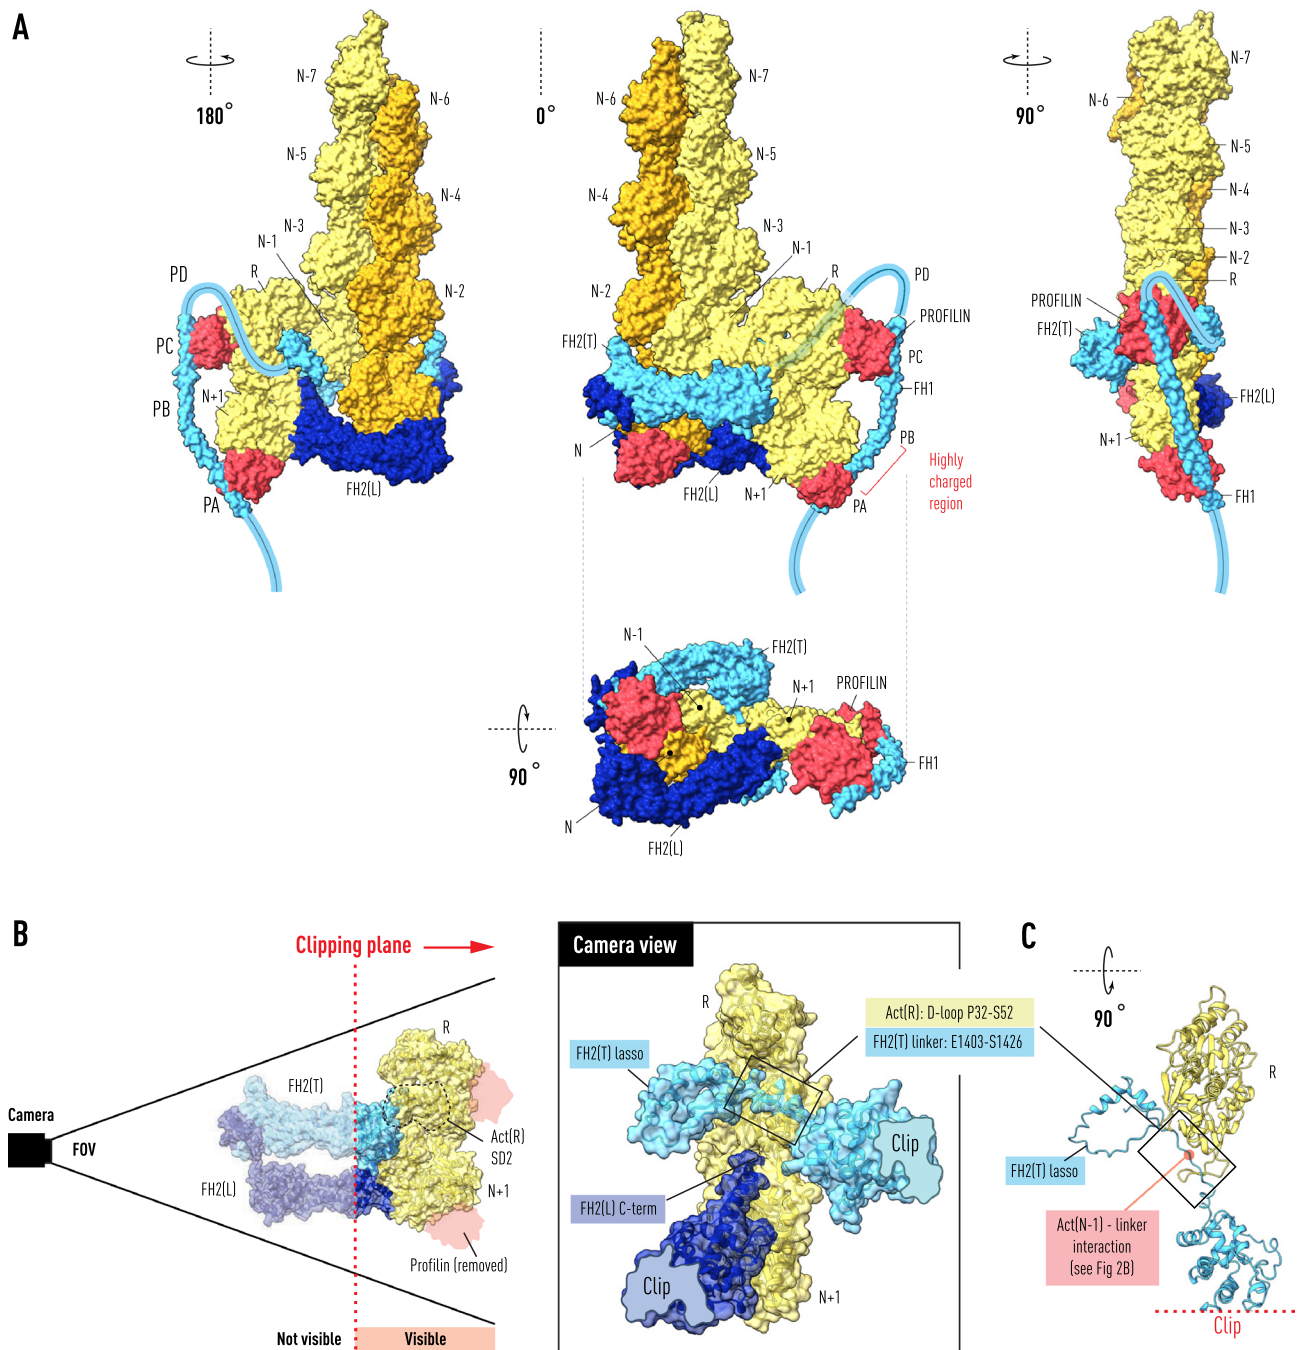 A
180°
N-7
N-6
N-5
N-4
N-3
N-1
R
PD
N-2
PC
N+1
PB
FH2(L)
PA
0°
N-7
N-6
N-5
N-4
N-3
N-1
R
PD
N-2
PROFILIN
FH2(T)
PC
FH1
PB
N
Highly
charged
region
FH2(L)
N+1
PA
90°
N-7
N-6
N-5
N-4
N-3
N-2
R
PROFILIN
FH2(T)
FH2(L)
N+1
FH1
90°
N-1
FH2(T)
N+1
PROFILIN
FH1
N
FH2(L)
B
Clipping plane
R
FH2(T)
Camera
FOV
Act(R)
SD2
FH2(L)
N+1
Profilin (removed)
Not visible
Visible
Camera view
R
Act(R): D-loop P32-S52
FH2(T) linker: E1403-S1426
FH2(T) lasso
Clip
FH2(L) C-term
Clip
N+1
C
90°
R
FH2(T) lasso
Act(N-1) - linker
interaction
(see Fig 2B)
Clip